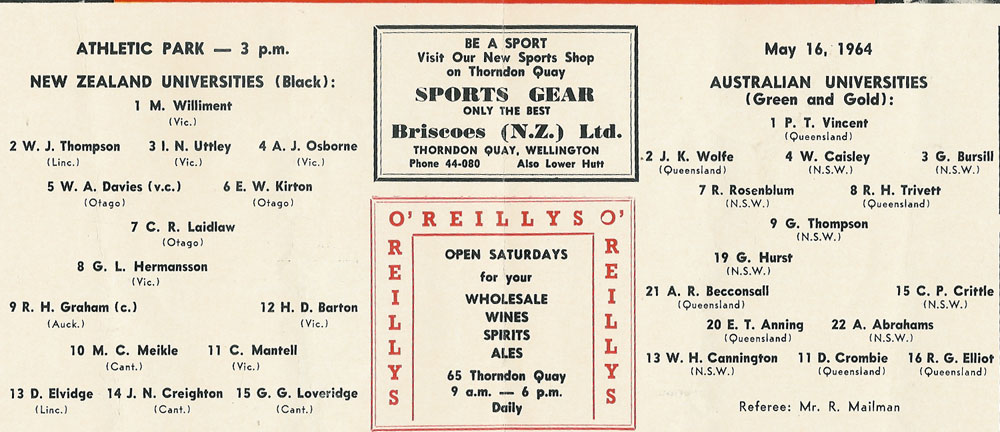 ATHLETIC PARK — 3 p.m.
NEW ZEALAND UNIVERSITIES (Black):
1 M. Williment
(Vic.)
2 W. J. Thompson 3 I. N. Uttley 4 A. J. Osborne
(Linc.) (Vic.) (Vic.)
5 W. A. Davies (v.c.) 6 E. W. Kirton
(Otago) (Otago)
7 C. R. Laidlaw
(Otago)
8 G. L. Hermansson
(Vic.)
9 R. H. Graham (c.) 12 H. D. Barton
(Auck.) (Vic.)
10 M. C. Meikle 11 C. Mantell
(Cant.) (Vic.)
13 D. Elvidge 14 J. N. Creighton 15 G. G. Loveridge
(Linc.) (Cant.) (Cant.)
BE A SPORT
Visit Our New Sports Shop
on Thorndon Quay
SPORTS GEAR
ONLY THE BEST
Briscoes (N.Z.) Ltd.
THORNDON QUAY, WELLINGTON
Phone 44-080 Also Lower Hutt
O'REILLYS O'
REILLYS
REILLYS
OPEN SATURDAYS
for your
WHOLESALE
WINES
SPIRITS
ALES
65 Thorndon Quay
9 a.m. — 6 p.m.
Daily
May 16, 1964
AUSTRALIAN UNIVERSITIES
(Green and Gold):
1 P. T. Vincent
(Queensland)
2 J. K. Wolfe 4 W. Caisley 3 G. Bursill
(Queensland) (N.S.W.) (N.S.W.)
7 R. Rosenblum 8 R. H. Trivett
(N.S.W.) (Queensland)
9 G. Thompson
(N.S.W.)
19 G. Hurst
(N.S.W.)
21 A. R. Becconsall 15 C. P. Crittle
(Queensland) (N.S.W.)
20 E. T. Anning 22 A. Abrahams
(Queensland) (N.S.W.)
13 W. H. Cannington 11 D. Crombie 16 R. G. Elliot
(N.S.W.) (Queensland) (Queensland)
Referee: Mr. R. Mailman